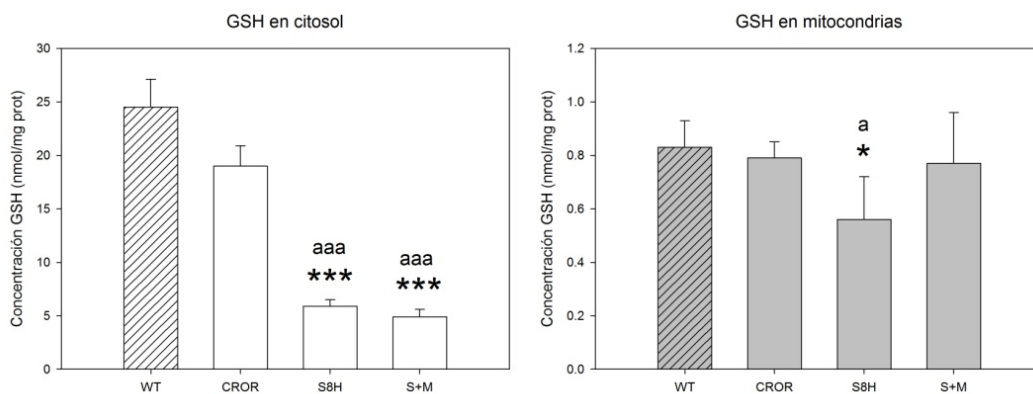 GSH en citosol
Concentración GSH (nmol/mg prot)
30
25
20
15
10
5
0
aaa
***
aaa
***
WT CROR S8H S+M
GSH en mitocondrias
Concentración GSH (nmol/mg prot)
1.2
1.0
0.8
0.6
0.4
0.2
0.0
a
*
WT CROR S8H S+M